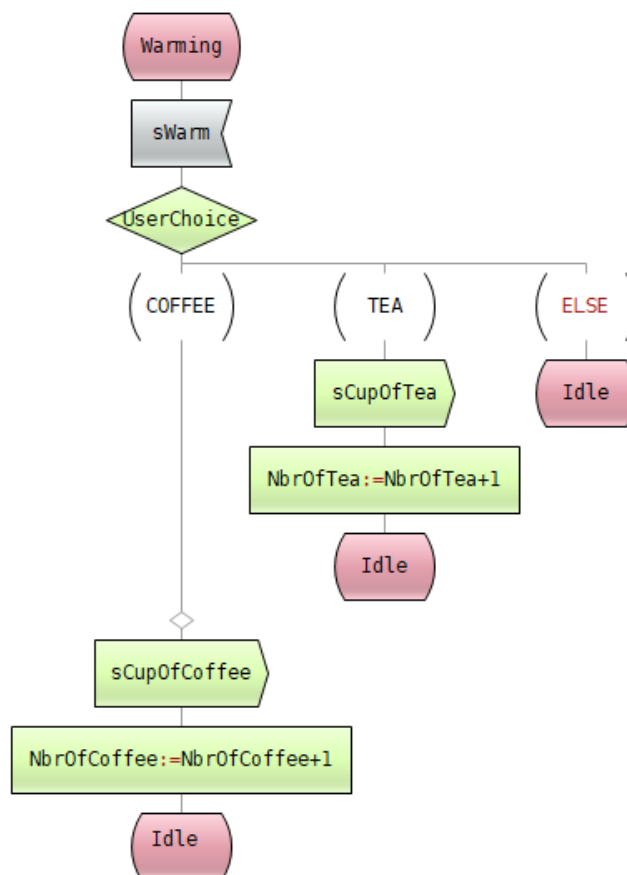 Warming
sWarm
UserChoice
COFFEE
TEA
ELSE
sCupOfTea
Idle
NbrOfTea:=NbrOfTea+1
Idle
sCupOfCoffee
NbrOfCoffee:=NbrOfCoffee+1
Idle